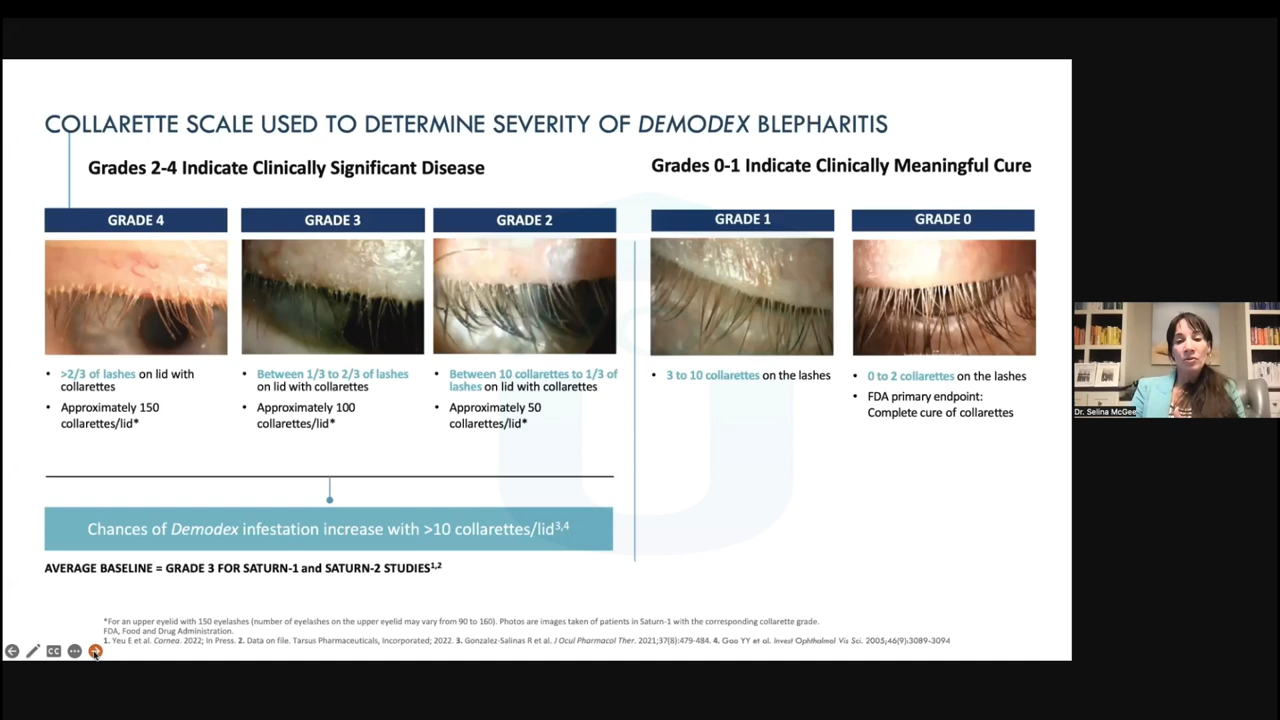 COLLARETTE SCALE USED TO DETERMINE SEVERITY OF DEMODEX BLEPHARITIS
Grades 2-4 Indicate Clinically Significant Disease
Grades 0-1 Indicate Clinically Meaningful Cure
GRADE 4
GRADE 3
GRADE 2
GRADE 1
GRADE 0
• >2/3 of lashes on lid with
collarettes
• Approximately 150
collarettes/lid*
• Between 1/3 to 2/3 of lashes
on lid with collarettes
• Approximately 100
collarettes/lid*
• Between 10 collarettes to 1/3 of
lashes on lid with collarettes
• Approximately 50
collarettes/lid*
• 3 to 10 collarettes on the lashes
• 0 to 2 collarettes on the lashes
• FDA primary endpoint:
Complete cure of collarettes
Chances of Demodex infestation increase with >10 collarettes/lid3,4
AVERAGE BASELINE = GRADE 3 FOR SATURN-1 and SATURN-2 STUDIES1,2
*For an upper eyelid with 150 eyelashes (number of eyelashes on the upper eyelid may vary from 90 to 160). Photos are images taken of patients in Saturn-1 with the corresponding collarette grade.
FDA, Food and Drug Administration.
1. Yeu E et al. Cornea. 2022; In Press. 2. Data on file. Tarsus Pharmaceuticals, Incorporated; 2022. 3. Gonzalez-Salinas R et al. J Ocul Pharmacol Ther. 2021;37(8):479-484. 4. Gao YY et al. Invest Ophthalmol Vis Sci. 2005;46(9):3089-3094
CC
Dr. Selina McGee